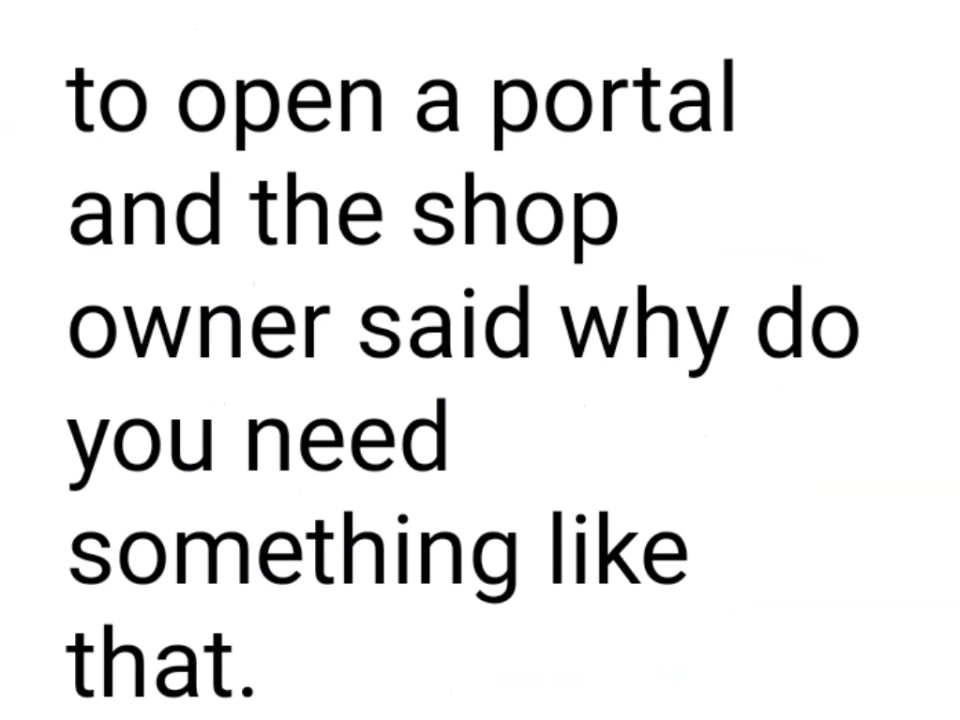 to open a portal
and the shop
owner said why do
you need
something like
that.